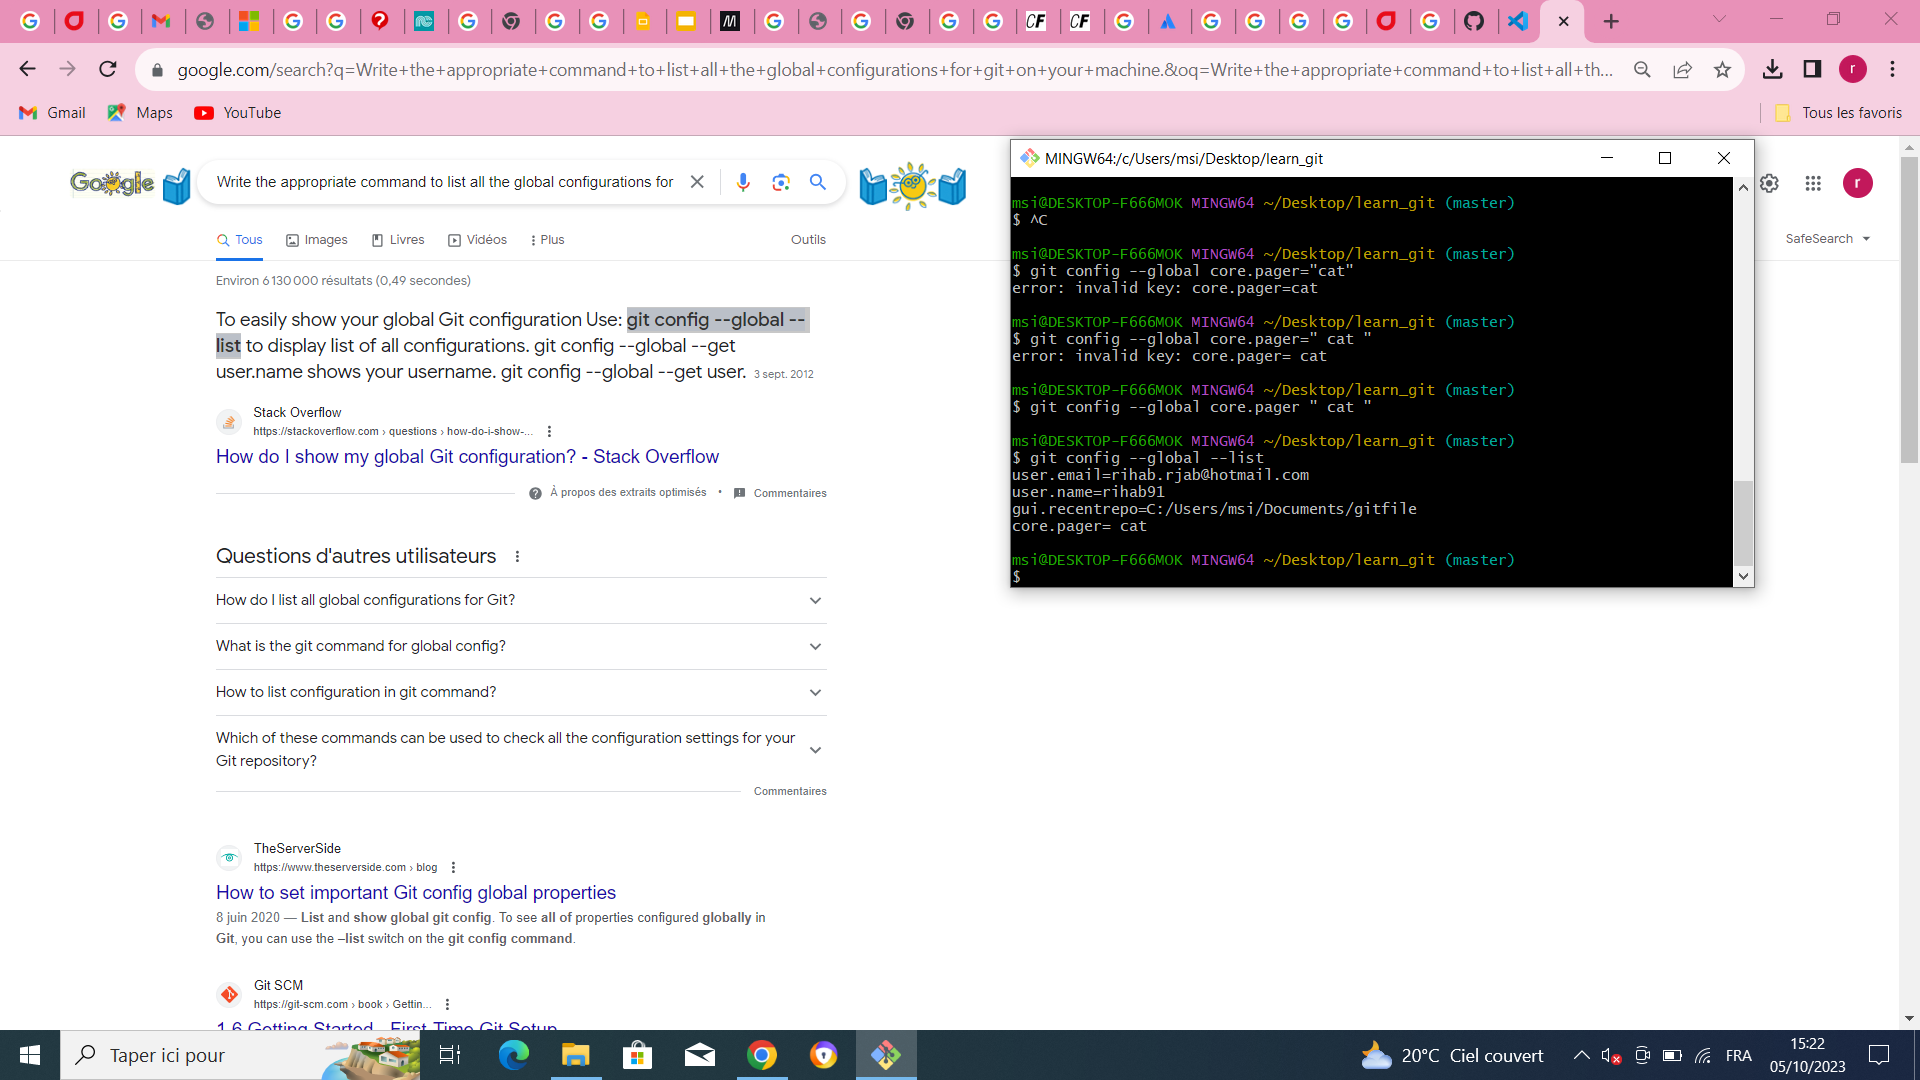 google.com/search?q=Write+the+appropriate+command+to+list+all+the+global+configurations+for+git+on+your+machine.&oq=Write+the+appropriate+command+to+list+all+th...
r
Gmail
Maps
YouTube
Tous les favoris
Google
Write the appropriate command to list all the global configurations for
r
Tous
Images
Livres
Vidéos
Plus
Outils
SafeSearch
Environ 6 130 000 résultats (0,49 secondes)
To easily show your global Git configuration Use: git config --global --
list to display list of all configurations. git config --global --get
user.name shows your username. git config --global --get user. 3 sept. 2012
Stack Overflow
https://stackoverflow.com › questions › how-do-i-show-...
How do I show my global Git configuration? - Stack Overflow
À propos des extraits optimisés • Commentaires
Questions d'autres utilisateurs
How do I list all global configurations for Git?
What is the git command for global config?
How to list configuration in git command?
Which of these commands can be used to check all the configuration settings for your
Git repository?
Commentaires
TheServerSide
https://www.theserverside.com › blog
How to set important Git config global properties
8 juin 2020 — List and show global git config. To see all of properties configured globally in
Git, you can use the –list switch on the git config command.
Git SCM
https://git-scm.com › book › Gettin...
1.6 Getting Started - First-Time Git Setup
MINGW64:/c/Users/msi/Desktop/learn_git
msi@DESKTOP-F666MOK MINGW64 ~/Desktop/learn_git (master)
$ ^C
msi@DESKTOP-F666MOK MINGW64 ~/Desktop/learn_git (master)
$ git config --global core.pager="cat"
error: invalid key: core.pager=cat
msi@DESKTOP-F666MOK MINGW64 ~/Desktop/learn_git (master)
$ git config --global core.pager=" cat "
error: invalid key: core.pager= cat
msi@DESKTOP-F666MOK MINGW64 ~/Desktop/learn_git (master)
$ git config --global core.pager " cat "
msi@DESKTOP-F666MOK MINGW64 ~/Desktop/learn_git (master)
$ git config --global --list
user.email=rihab.rjab@hotmail.com
user.name=rihab91
gui.recentrepo=C:/Users/msi/Documents/gitfile
core.pager= cat
msi@DESKTOP-F666MOK MINGW64 ~/Desktop/learn_git (master)
$
Taper ici pour
20°C Ciel couvert
FRA
15:22
05/10/2023